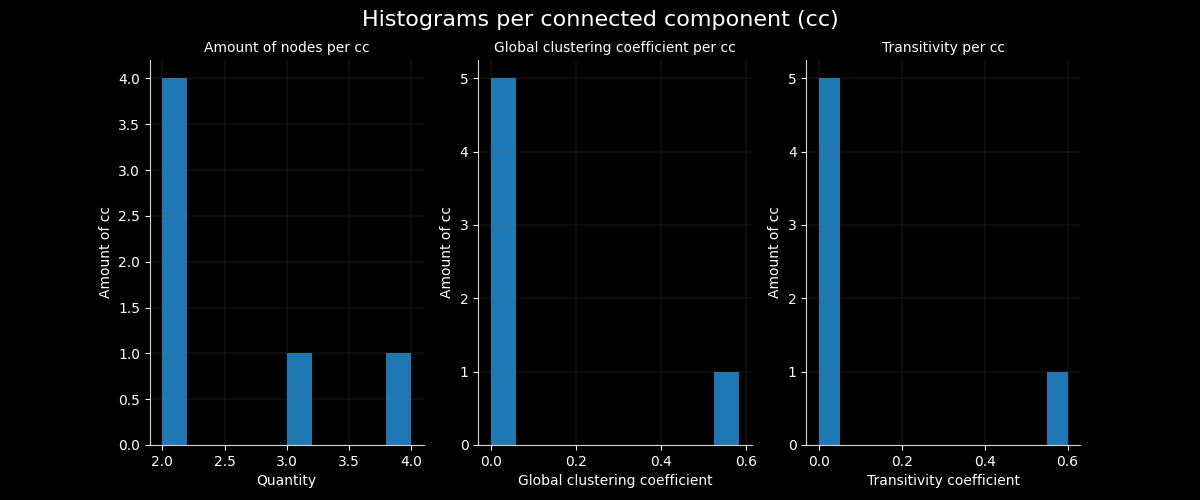 Histograms per connected component (cc)
Amount of nodes per cc
Global clustering coefficient per cc
Transitivity per cc
Amount of cc
4.0
3.5
3.0
2.5
2.0
1.5
1.0
0.5
0.0
2.0 2.5 3.0 3.5 4.0
Quantity
Amount of cc
5
4
3
2
1
0
0.0 0.2 0.4 0.6
Global clustering coefficient
Amount of cc
5
4
3
2
1
0
0.0 0.2 0.4 0.6
Transitivity coefficient